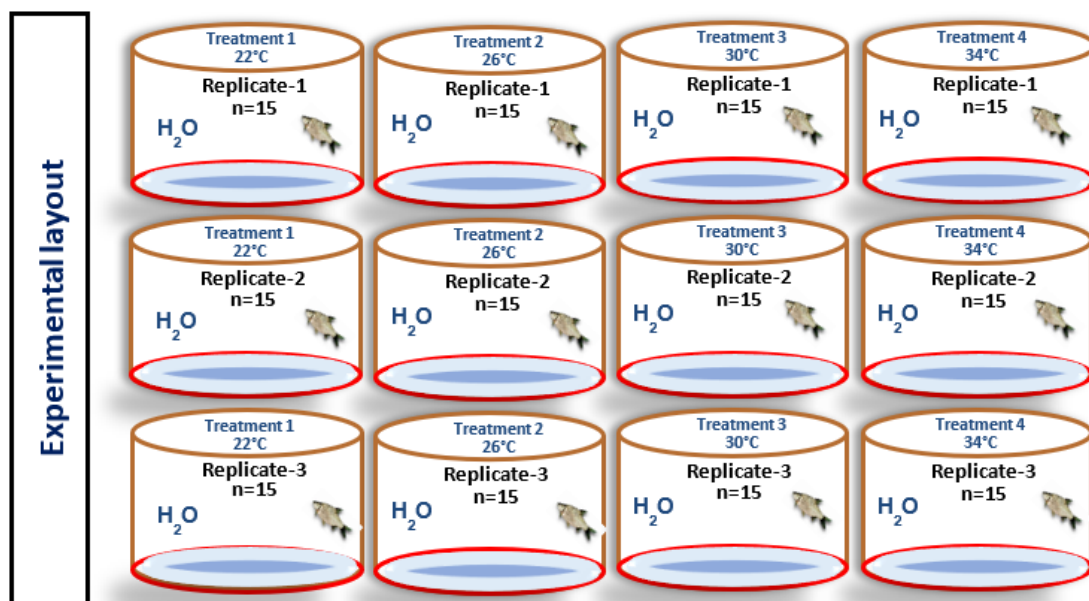 Experimental layout
Treatment 1
22°C
Replicate-1
n=15
H₂O
Treatment 2
26°C
Replicate-1
n=15
H₂O
Treatment 3
30°C
Replicate-1
n=15
H₂O
Treatment 4
34°C
Replicate-1
n=15
H₂O
Treatment 1
22°C
Replicate-2
n=15
H₂O
Treatment 2
26°C
Replicate-2
n=15
H₂O
Treatment 3
30°C
Replicate-2
n=15
H₂O
Treatment 4
34°C
Replicate-2
n=15
H₂O
Treatment 1
22°C
Replicate-3
n=15
H₂O
Treatment 2
26°C
Replicate-3
n=15
H₂O
Treatment 3
30°C
Replicate-3
n=15
H₂O
Treatment 4
34°C
Replicate-3
n=15
H₂O